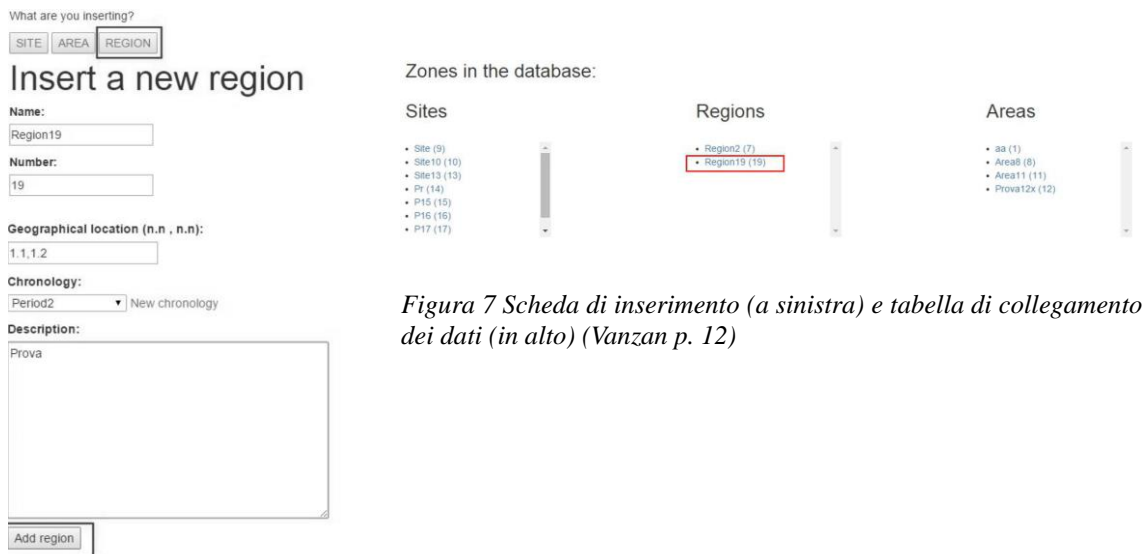 What are you inserting?
SITE AREA REGION
Insert a new region
Name:
Region19
Number:
19
Geographical location (n.n , n.n):
1.1,1.2
Chronology:
Period2 New chronology
Description:
Prova
Add region
Zones in the database:
Sites
• Site (9)
• Site10 (10)
• Site13 (13)
• Pr (14)
• P15 (15)
• P16 (16)
• P17 (17)
Regions
• Region2 (7)
• Region19 (19)
Areas
• aa (1)
• Area8 (8)
• Area11 (11)
• Prova12x (12)
Figura 7 Scheda di inserimento (a sinistra) e tabella di collegamento
dei dati (in alto) (Vanzan p. 12)